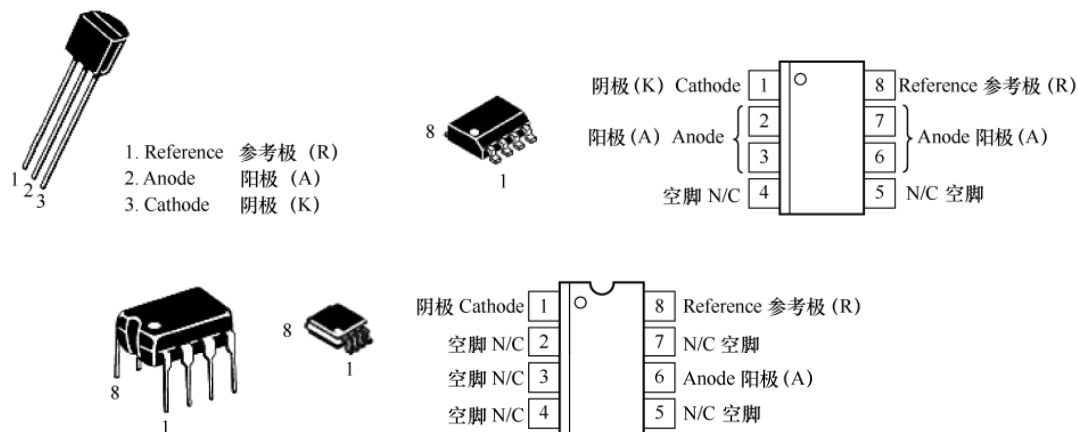 1
2
3
1. Reference 参考极 (R)
2. Anode 阳极 (A)
3. Cathode 阴极 (K)
8
1
阴极 (K) Cathode 1 8 Reference 参考极 (R)
阳极 (A) Anode 2 7 Anode 阳极 (A)
3 6
空脚 N/C 4 5 N/C 空脚
8
1
8
1
阴极 Cathode 1 8 Reference 参考极 (R)
空脚 N/C 2 7 N/C 空脚
空脚 N/C 3 6 Anode 阳极 (A)
空脚 N/C 4 5 N/C 空脚